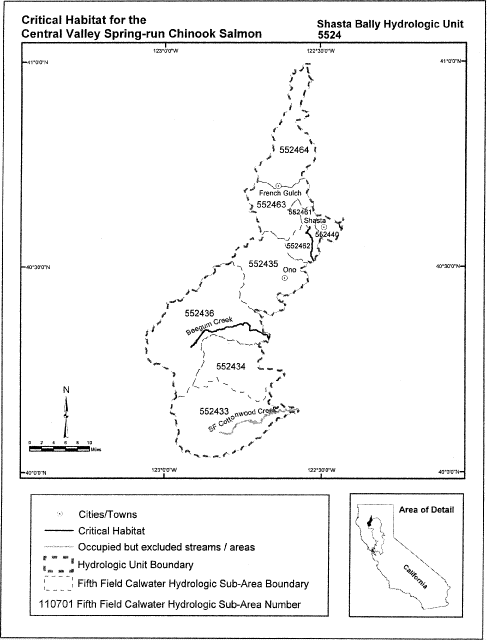 Critical Habitat for the
Central Valley Spring-run Chinook Salmon
Shasta Bally Hydrologic Unit
5524
123°0'0"W
122°30'0"W
41°0'0"N
41°0'0"N
552464
French Gulch
552463
552461
Shasta
552440
552462
552435
40°30'0"N
40°30'0"N
Ono
552436
Beegum Creek
552434
552433
SF Cottonwood Creek
N
0 2 4 6 8 10
Miles
40°0'0"N
40°0'0"N
123°0'0"W
122°30'0"W
Cities/Towns
Critical Habitat
Occupied but excluded streams / areas
Hydrologic Unit Boundary
Fifth Field Calwater Hydrologic Sub-Area Boundary
110701 Fifth Field Calwater Hydrologic Sub-Area Number
Area of Detail
California